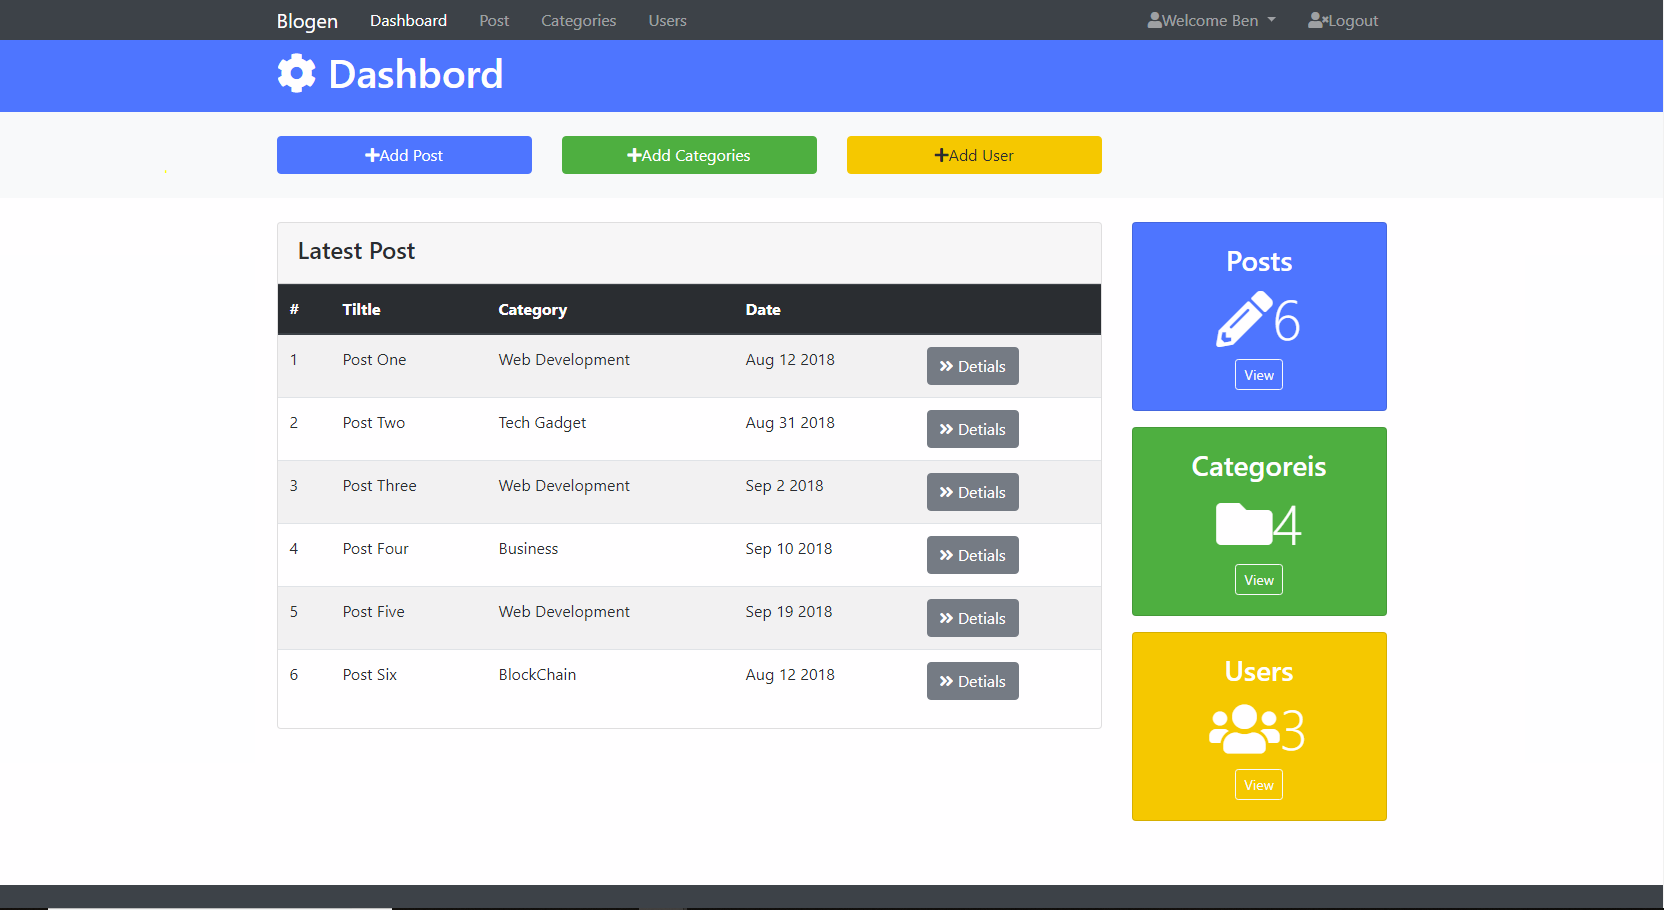 Blogen Dashboard Post Categories Users Welcome Ben Logout
Dashbord
Add Post Add Categories Add User
Latest Post
# Tiltle Category Date
1 Post One Web Development Aug 12 2018 Detials
2 Post Two Tech Gadget Aug 31 2018 Detials
3 Post Three Web Development Sep 2 2018 Detials
4 Post Four Business Sep 10 2018 Detials
5 Post Five Web Development Sep 19 2018 Detials
6 Post Six BlockChain Aug 12 2018 Detials
Posts
6
View
Categoreis
4
View
Users
3
View